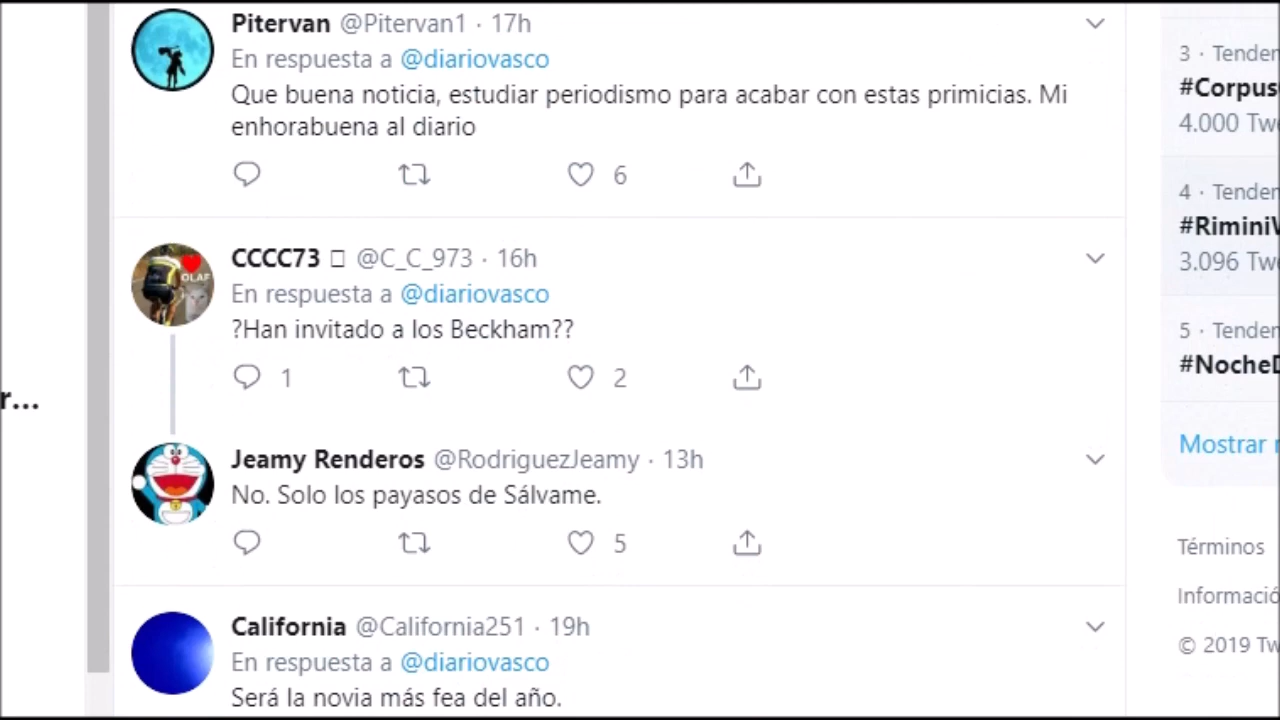 Pitervan @Pitervan1 · 17h
En respuesta a @diariovasco
Que buena noticia, estudiar periodismo para acabar con estas primicias. Mi
enhorabuena al diario
6
CCCC73 @C_C_973 · 16h
En respuesta a @diariovasco
?Han invitado a los Beckham??
1 2
Jeamy Renderos @RodriguezJeamy · 13h
No. Solo los payasos de Sálvame.
5
California @California251 · 19h
En respuesta a @diariovasco
Será la novia más fea del año.
r...
OLAF
3 · Tenden
#Corpus
4.000 Tw
4 · Tenden
#Rimini
3.096 Tw
5 · Tenden
#Noche
Mostrar
Términos
Informació
© 2019 Tw